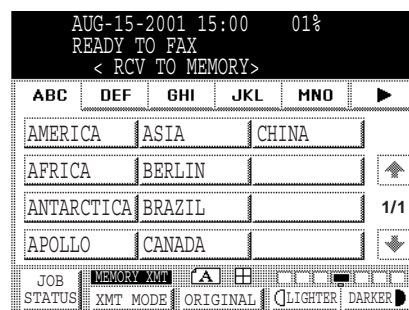 AUG-15-2001 15:00 01%
READY TO FAX
< RCV TO MEMORY>
ABC DEF GHI JKL MNO
AMERICA ASIA CHINA
AFRICA BERLIN
ANTARCTICA BRAZIL 1/1
APOLLO CANADA
JOB STATUS
MEMORY XMT A
XMT MODE ORIGINAL LIGHTER DARKER